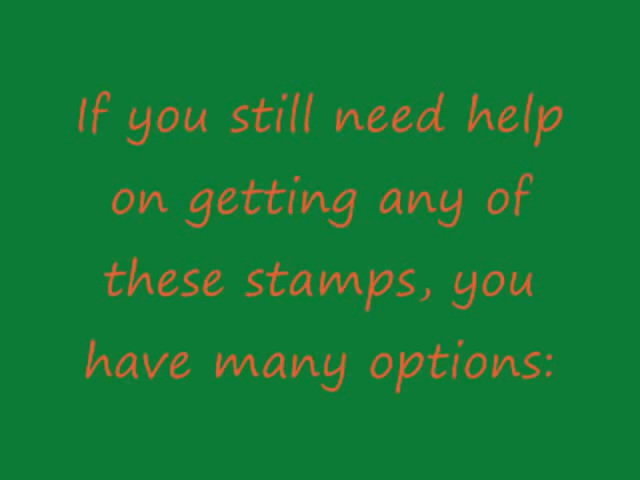 If you still need help
on getting any of
these stamps, you
have many options: